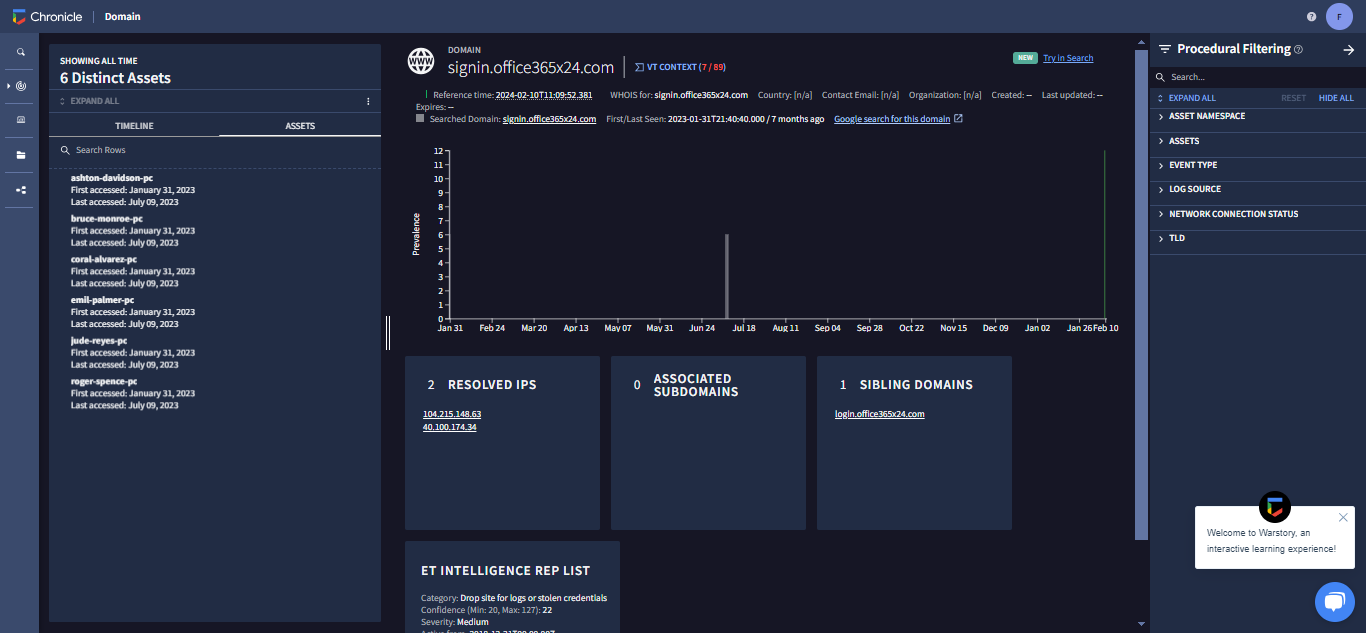 Chronicle
Domain
?
F
SHOWING ALL TIME
6 Distinct Assets
EXPAND ALL
TIMELINE
ASSETS
Search Rows
ashton-davidson-pc
First accessed: January 31, 2023
Last accessed: July 09, 2023
bruce-monroe-pc
First accessed: January 31, 2023
Last accessed: July 09, 2023
coral-alvarez-pc
First accessed: January 31, 2023
Last accessed: July 09, 2023
emil-palmer-pc
First accessed: January 31, 2023
Last accessed: July 09, 2023
jude-reyes-pc
First accessed: January 31, 2023
Last accessed: July 09, 2023
roger-spence-pc
First accessed: January 31, 2023
Last accessed: July 09, 2023
WWW
DOMAIN
signin.office365x24.com
VT CONTEXT (7 / 89)
NEW
Try in Search
Reference time: 2024-02-10T11:09:52.381 WHOIS for: signin.office365x24.com Country: [n/a] Contact Email: [n/a] Organization: [n/a] Created: -- Last updated: --
Expires: --
Searched Domain: signin.office365x24.com First/Last Seen: 2023-01-31T21:40:40.000 / 7 months ago Google search for this domain
Prevalence
12
11
10
9
8
7
6
5
4
3
2
1
0
Jan 31 Feb 24 Mar 20 Apr 13 May 07 May 31 Jun 24 Jul 18 Aug 11 Sep 04 Sep 28 Oct 22 Nov 15 Dec 09 Jan 02 Jan 26 Feb 10
2 RESOLVED IPS
104.215.148.63
40.100.174.34
0 ASSOCIATED
SUBDOMAINS
1 SIBLING DOMAINS
login.office365x24.com
ET INTELLIGENCE REP LIST
Category: Drop site for logs or stolen credentials
Confidence (Min: 20, Max: 127): 22
Severity: Medium
Procedural Filtering ?
Search...
EXPAND ALL
RESET
HIDE ALL
ASSET NAMESPACE
ASSETS
EVENT TYPE
LOG SOURCE
NETWORK CONNECTION STATUS
TLD
Welcome to Warstory, an
interactive learning experience!